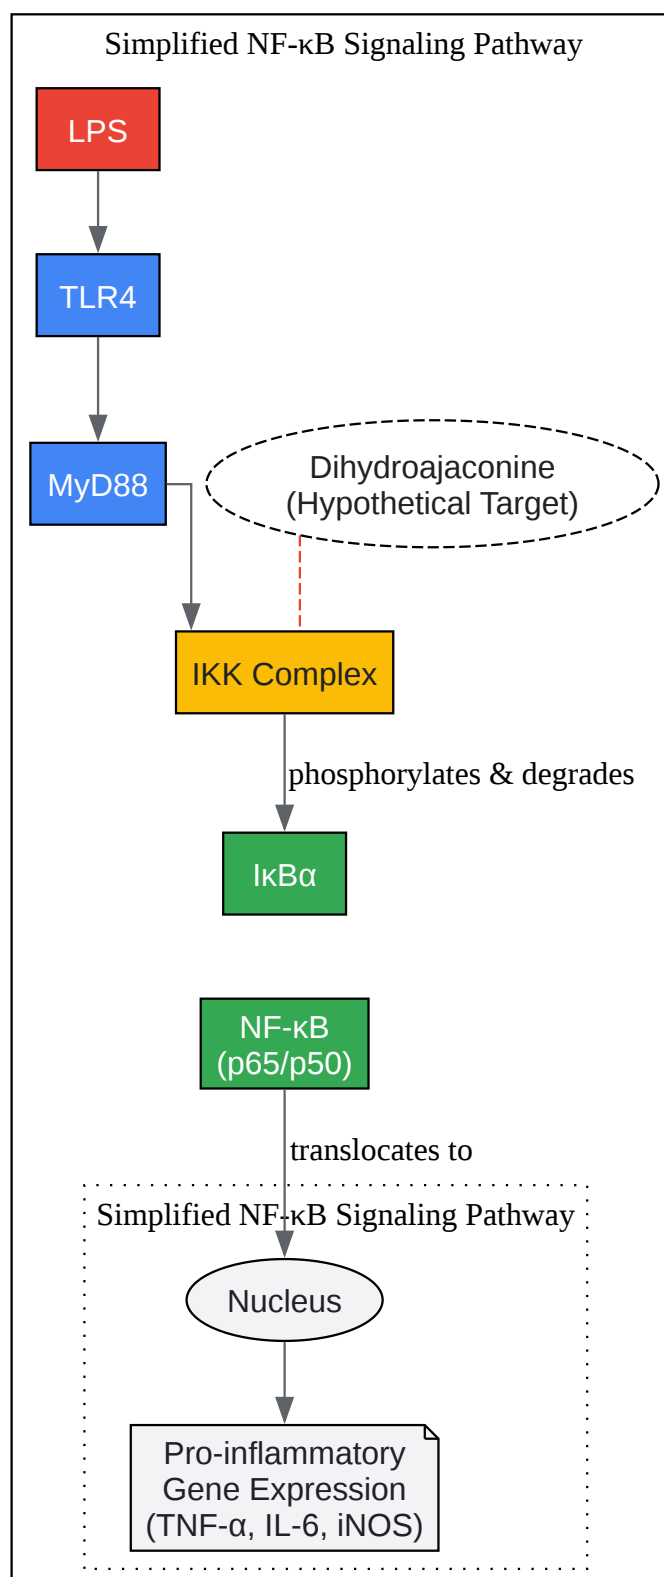 Simplified NF-κB Signaling Pathway
LPS
TLR4
MyD88
Dihydroajaconine
(Hypothetical Target)
IKK Complex
phosphorylates & degrades
IκBα
NF-κB
(p65/p50)
translocates to
Simplified NF-κB Signaling Pathway
Nucleus
Pro-inflammatory
Gene Expression
(TNF-α, IL-6, iNOS)